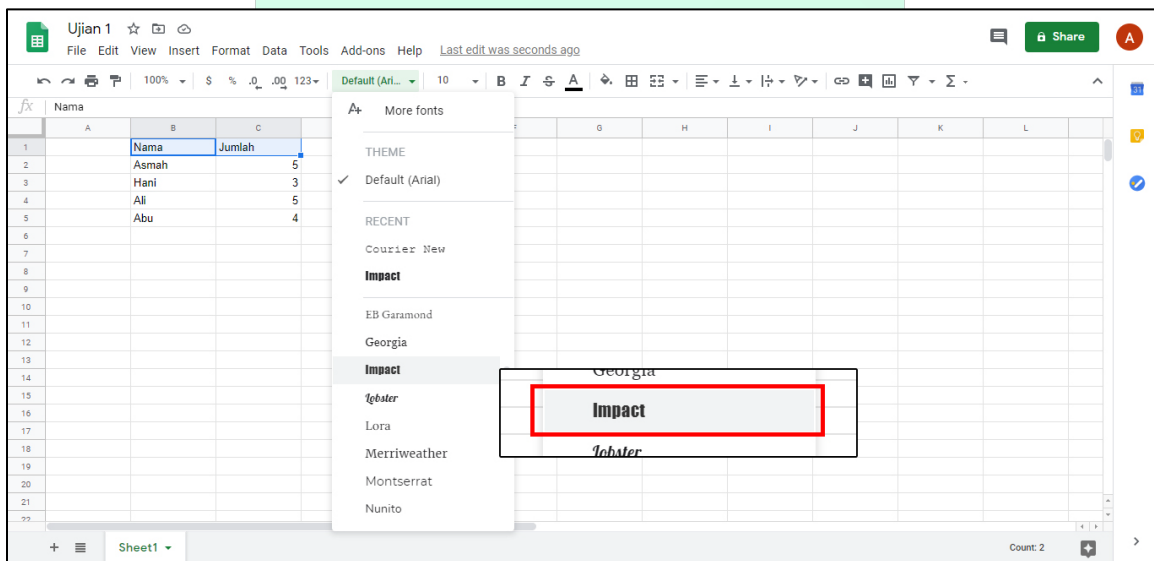 Ujian 1
File Edit View Insert Format Data Tools Add-ons Help Last edit was seconds ago
Share
A
100% $ % .0 .00 123 Default (Ari... 10 B I S A Σ
31
fx Nama
A B C F G H I J K L
1 Nama Jumlah
2 Asmah 5
3 Hani 3
4 Ali 5
5 Abu 4
6
7
8
9
10
11
12
13
14
15
16
17
18
19
20
21
22
More fonts
THEME
Default (Arial)
RECENT
Courier New
Impact
EB Garamond
Georgia
Impact
Lobster
Lora
Merriweather
Montserrat
Nunito
Georgia
Impact
Lobster
Sheet1
Count: 2